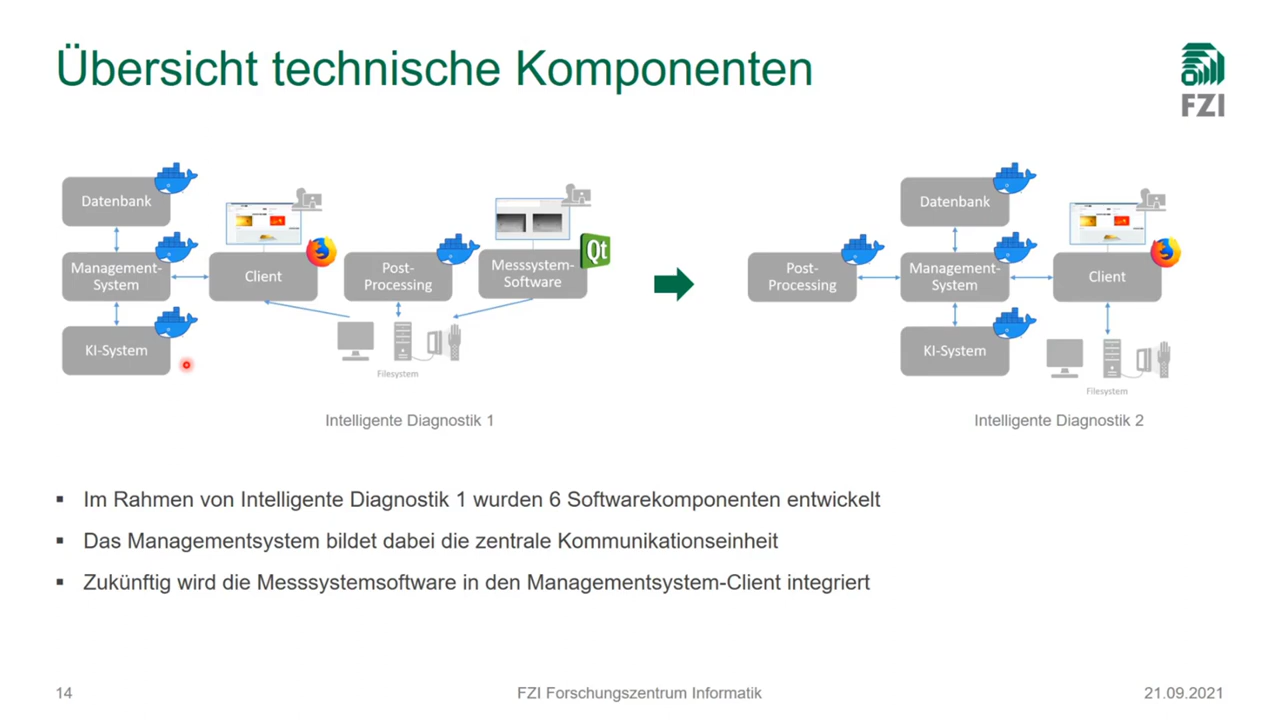 Übersicht technische Komponenten
FZI
Datenbank
Management-
System
KI-System
Client
Post-
Processing
Messsystem-
Software
Qt
Filesystem
Intelligente Diagnostik 1
Datenbank
Post-
Processing
Management-
System
Client
KI-System
Filesystem
Intelligente Diagnostik 2
▪ Im Rahmen von Intelligente Diagnostik 1 wurden 6 Softwarekomponenten entwickelt
▪ Das Managementsystem bildet dabei die zentrale Kommunikationseinheit
▪ Zukünftig wird die Messsystemsoftware in den Managementsystem-Client integriert
14
FZI Forschungszentrum Informatik
21.09.2021